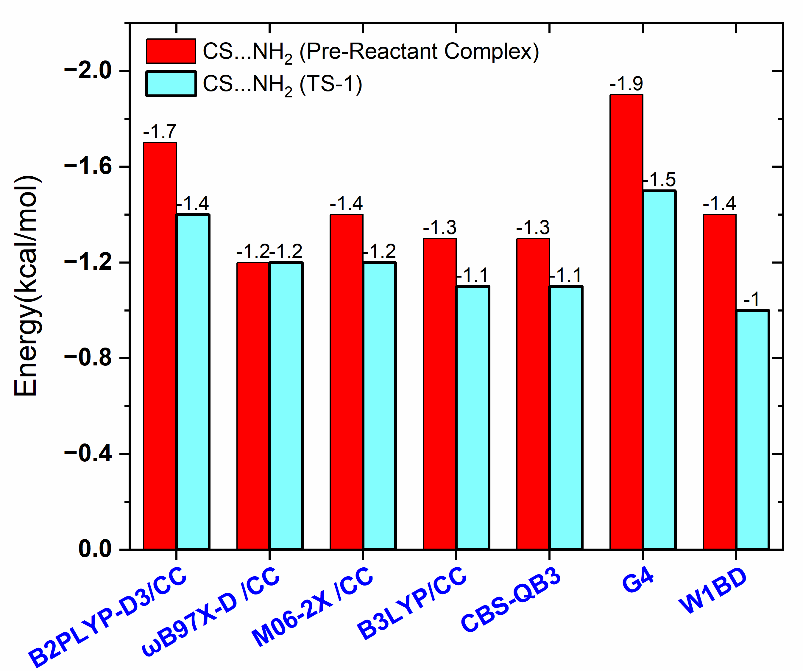 CS...NH₂ (Pre-Reactant Complex)
CS...NH₂ (TS-1)
Energy(kcal/mol)
−2.0
−1.6
−1.2
−0.8
−0.4
0.0
-1.7
-1.4
-1.2
-1.2
-1.4
-1.2
-1.3
-1.1
-1.3
-1.1
-1.9
-1.5
-1.4
-1
B2PLYP-D3/CC
ωB97X-D /CC
M06-2X /CC
B3LYP/CC
CBS-QB3
G4
W1BD